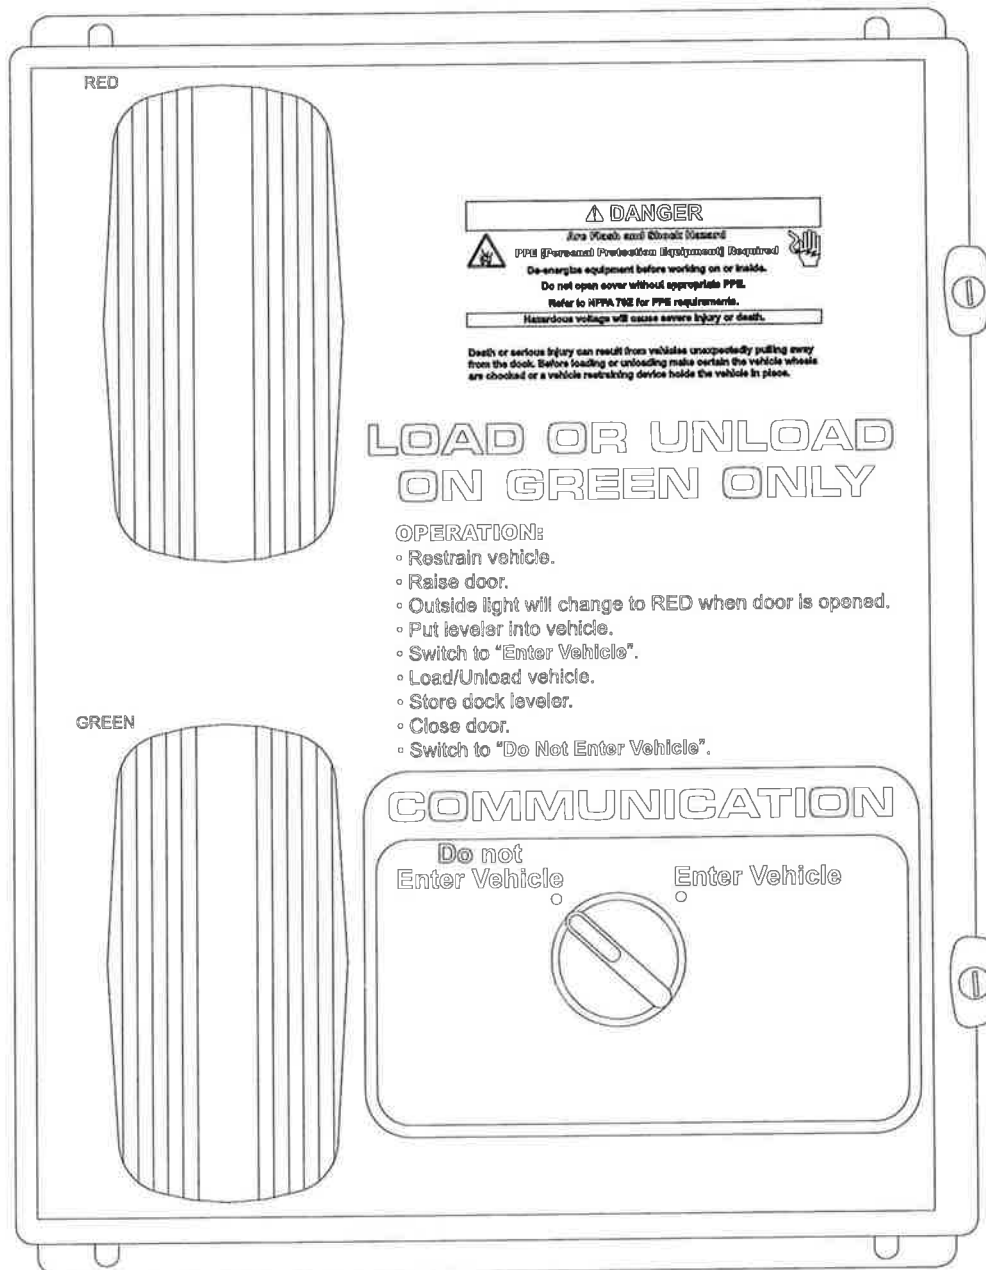 RED
⚠ DANGER
Arc Flash and Shock Hazard
PPE (Personal Protection Equipment) Required
De-energize equipment before working on or inside.
Do not open cover without appropriate PPE.
Refer to NFPA 70E for PPE requirements.
Hazardous voltage will cause severe injury or death.
Death or serious injury can result from vehicles unexpectedly pulling away
from the dock. Before loading or unloading make certain the vehicle wheels
are chocked or a vehicle restraining device holds the vehicle in place.
LOAD OR UNLOAD
ON GREEN ONLY
OPERATION:
◦ Restrain vehicle.
◦ Raise door.
◦ Outside light will change to RED when door is opened.
◦ Put leveler into vehicle.
◦ Switch to "Enter Vehicle".
◦ Load/Unload vehicle.
◦ Store dock leveler.
◦ Close door.
◦ Switch to "Do Not Enter Vehicle".
GREEN
COMMUNICATION
Do not
Enter Vehicle
Enter Vehicle